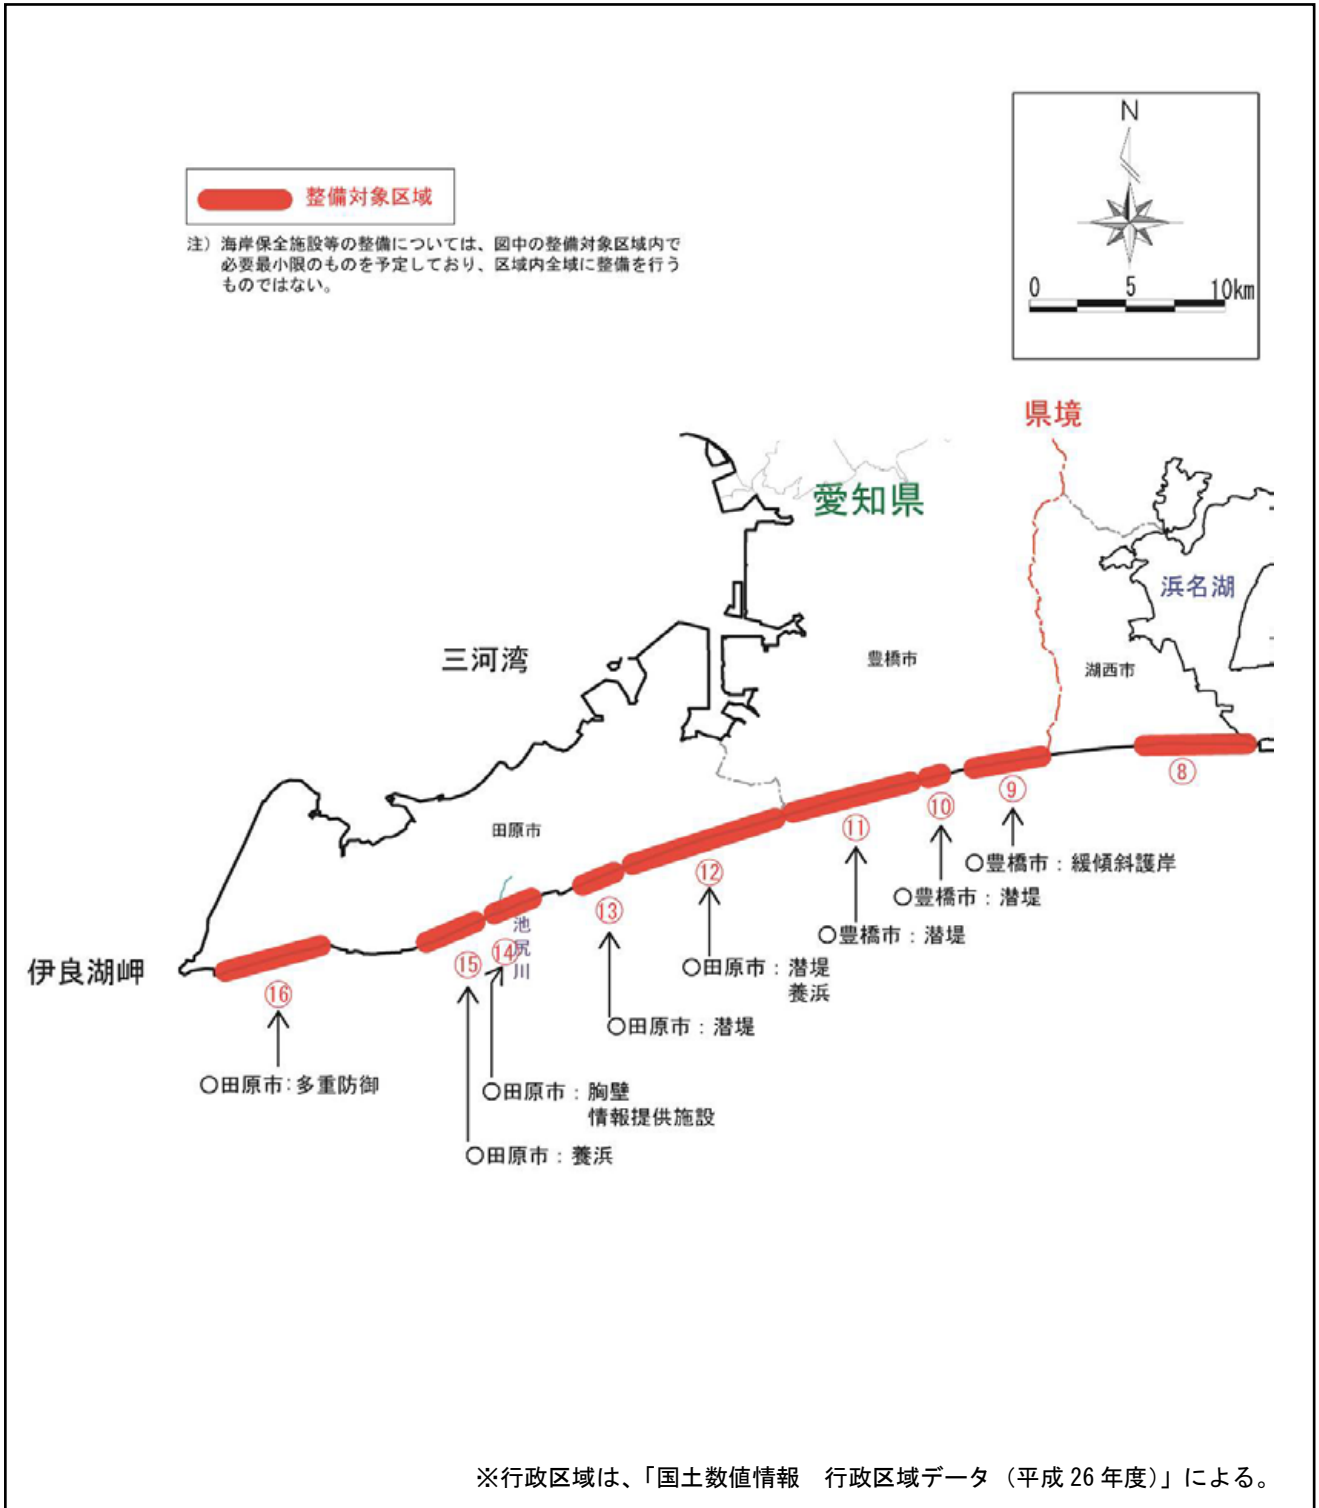 N
0 5 10km
整備対象区域
注）海岸保全施設等の整備については、図中の整備対象区域内で
必要最小限のものを予定しており、区域内全域に整備を行う
ものではない。
県境
愛知県
浜名湖
三河湾
豊橋市
湖西市
田原市
池尻川
伊良湖岬
⑧
⑨
⑩
⑪
⑫
⑬
⑭
⑮
⑯
○豊橋市：緩傾斜護岸
○豊橋市：潜堤
○豊橋市：潜堤
○田原市：潜堤
養浜
○田原市：潜堤
○田原市：胸壁
情報提供施設
○田原市：養浜
○田原市：多重防御
※行政区域は、「国土数値情報　行政区域データ（平成 26 年度）」による。